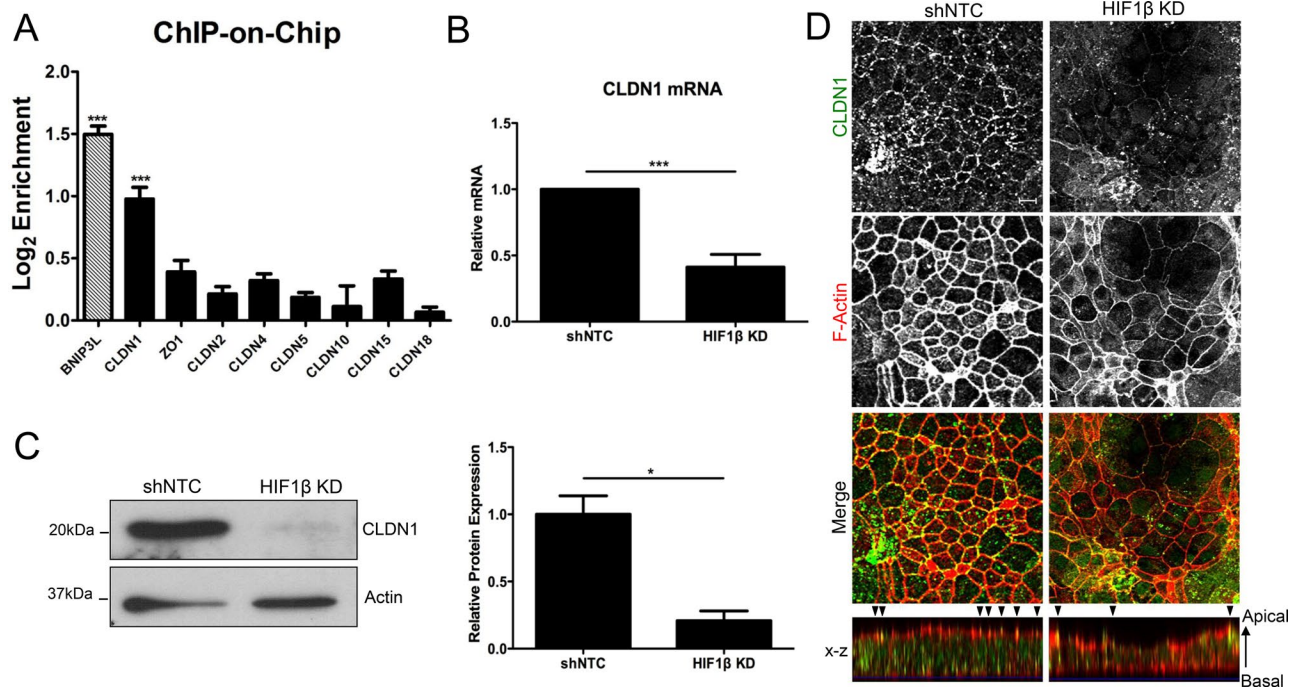 A
ChIP-on-Chip
Log2 Enrichment
2.0
1.5
1.0
0.5
0.0
***
***
BNIP3L
CLDN1
ZO1
CLDN2
CLDN4
CLDN5
CLDN10
CLDN15
CLDN18
B
CLDN1 mRNA
Relative mRNA
1.5
1.0
0.5
0.0
***
shNTC
HIF1β KD
C
shNTC
HIF1β KD
20kDa
CLDN1
37kDa
Actin
Relative Protein Expression
1.5
1.0
0.5
0.0
*
shNTC
HIF1β KD
D
shNTC
HIF1β KD
CLDN1
F-Actin
Merge
x-z
Apical
Basal